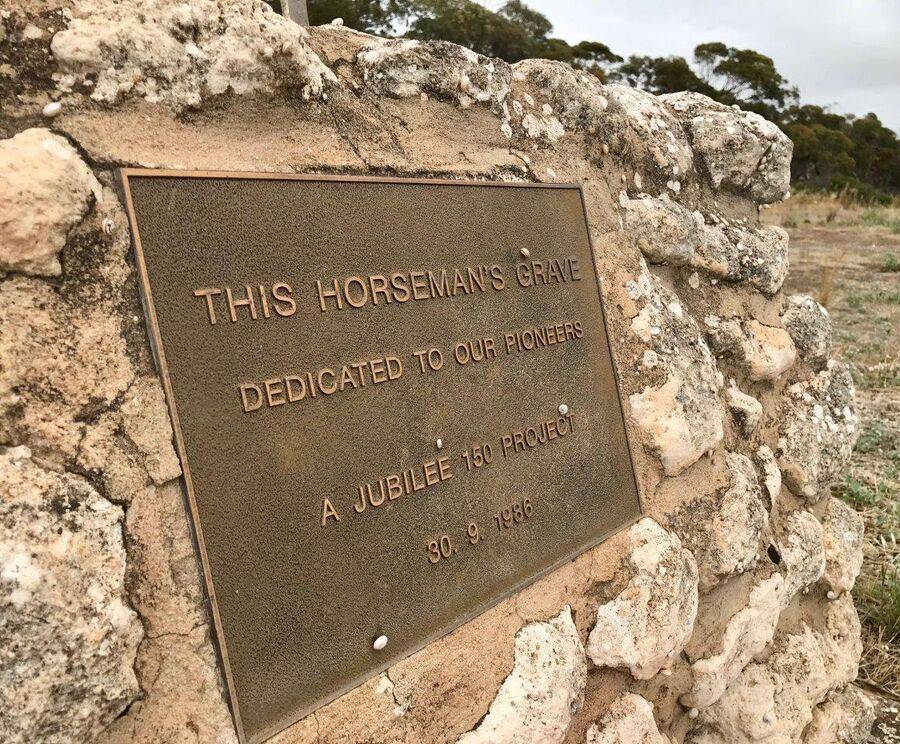 THIS HORSEMAN'S GRAVE
DEDICATED TO OUR PIONEERS
A JUBILEE 150 PROJECT
30. 9. 1986